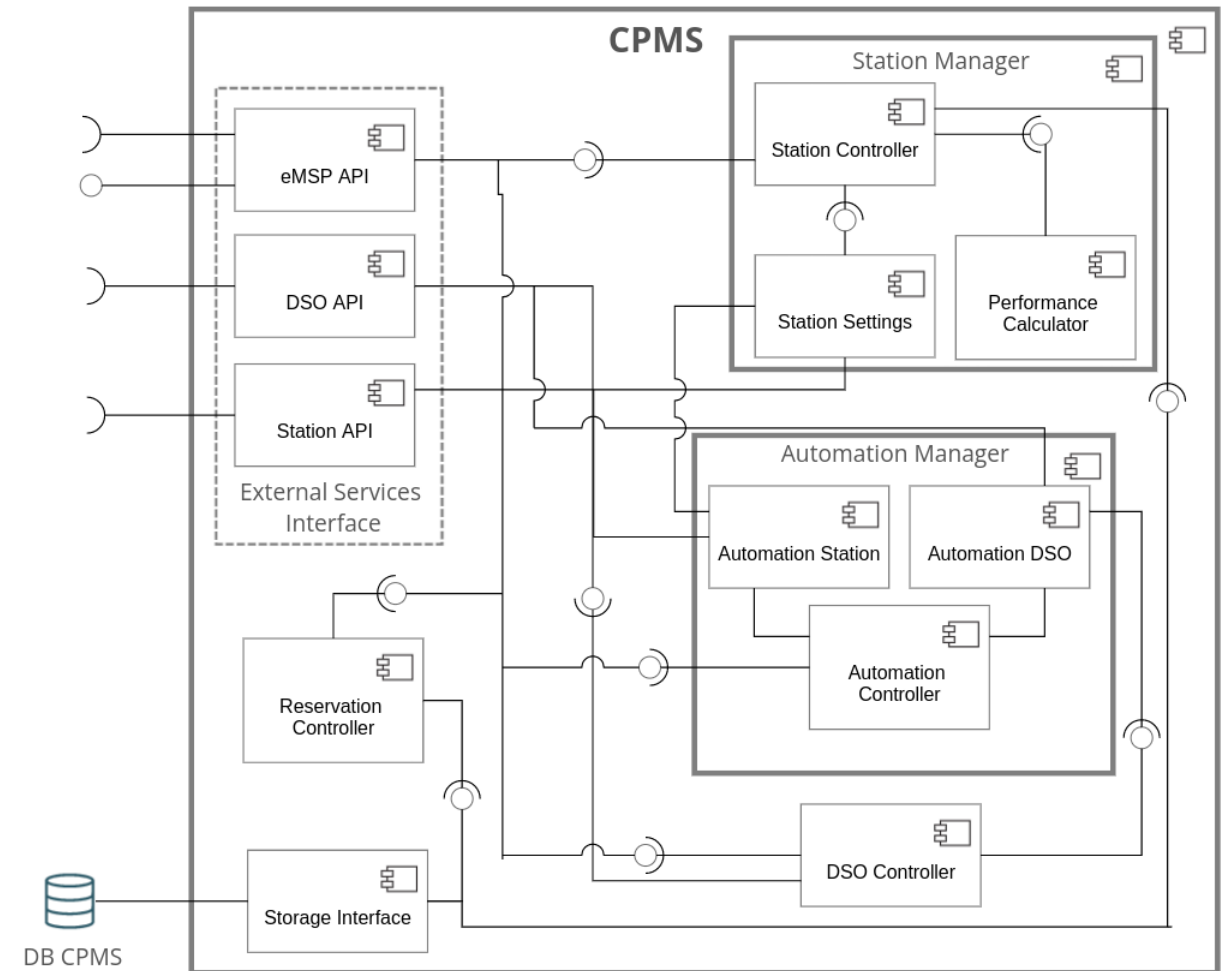 CPMS
Station Manager
Station Controller
eMSP API
DSO API
Station Settings
Performance
Calculator
Station API
Automation Manager
External Services
Interface
Automation Station
Automation DSO
Automation
Controller
Reservation
Controller
DSO Controller
Storage Interface
DB CPMS